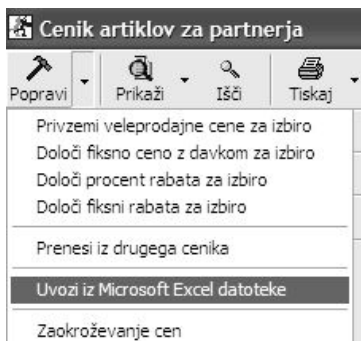 Cenik artiklov za partnerja
Popravi Prikaži Išči Tiskaj
Privzemi veleprodajne cene za izbiro
Določi fiksno ceno z davkom za izbiro
Določi procent rabata za izbiro
Določi fiksni rabata za izbiro
Prenesi iz drugega cenika
Uvozi iz Microsoft Excel datoteke
Zaokroževanje cen